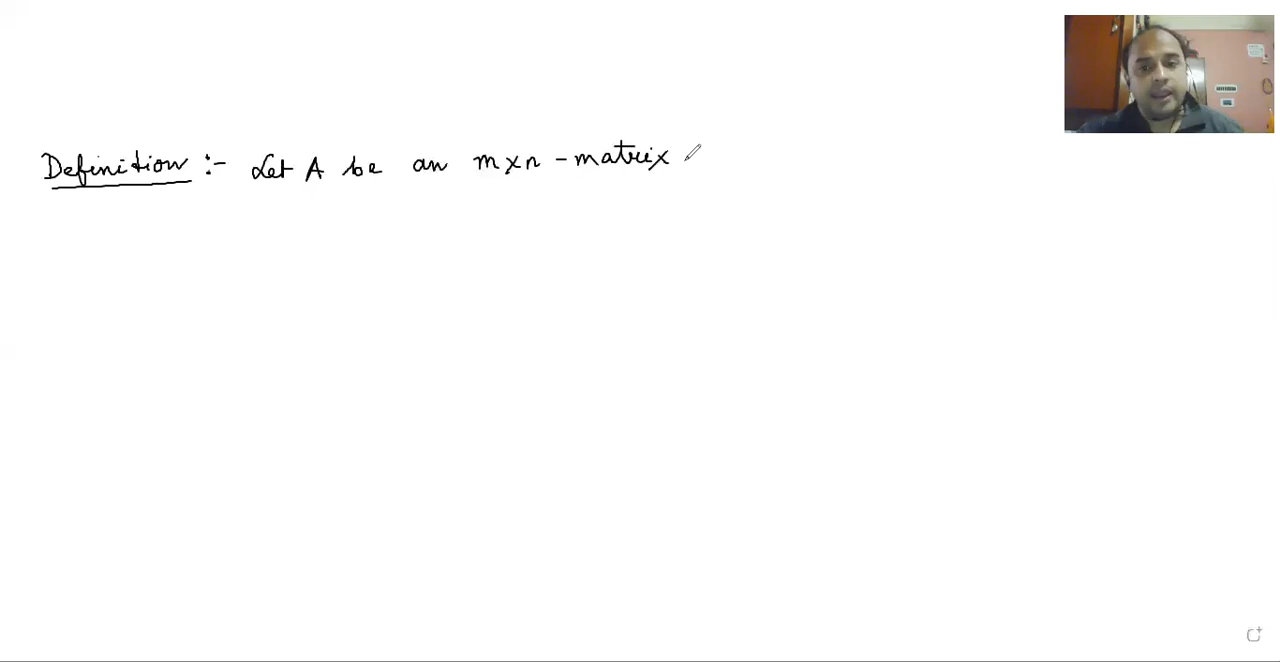 Definition :- Let A be an m×n - matrix